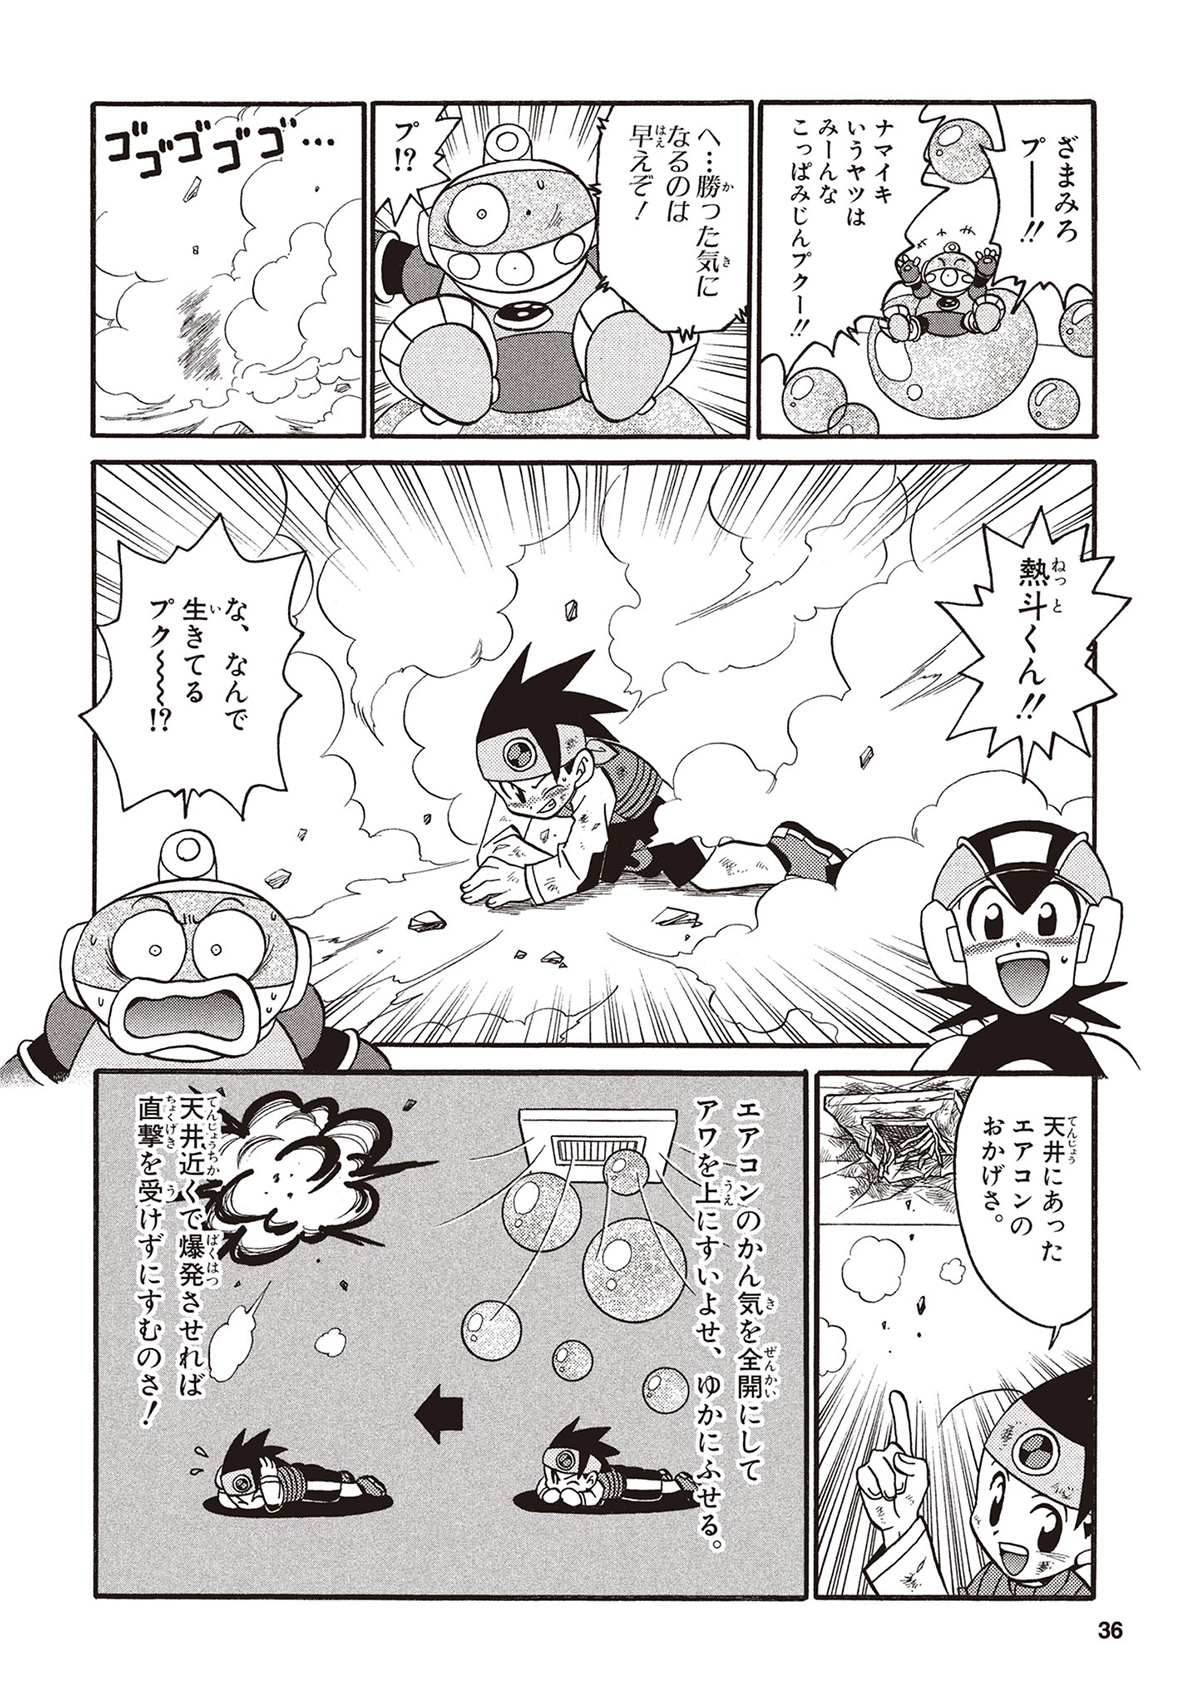 ざまみろ
プーー!!
ナマイキ
いうヤツは
みーんな
こっぱみじんプクー!!
へ…勝った気に
なるのは
早えぞ！
プ!?
ゴゴゴゴゴ…
熱斗くん!!
な、なんで
生きてる
プク〜〜〜!?
天井にあった
エアコンの
おかげさ。
エアコンのかん気を全開にして
アワを上にすいよせ、ゆかにふせる。
天井近くで爆発させれば
直撃を受けずにすむのさ！
36